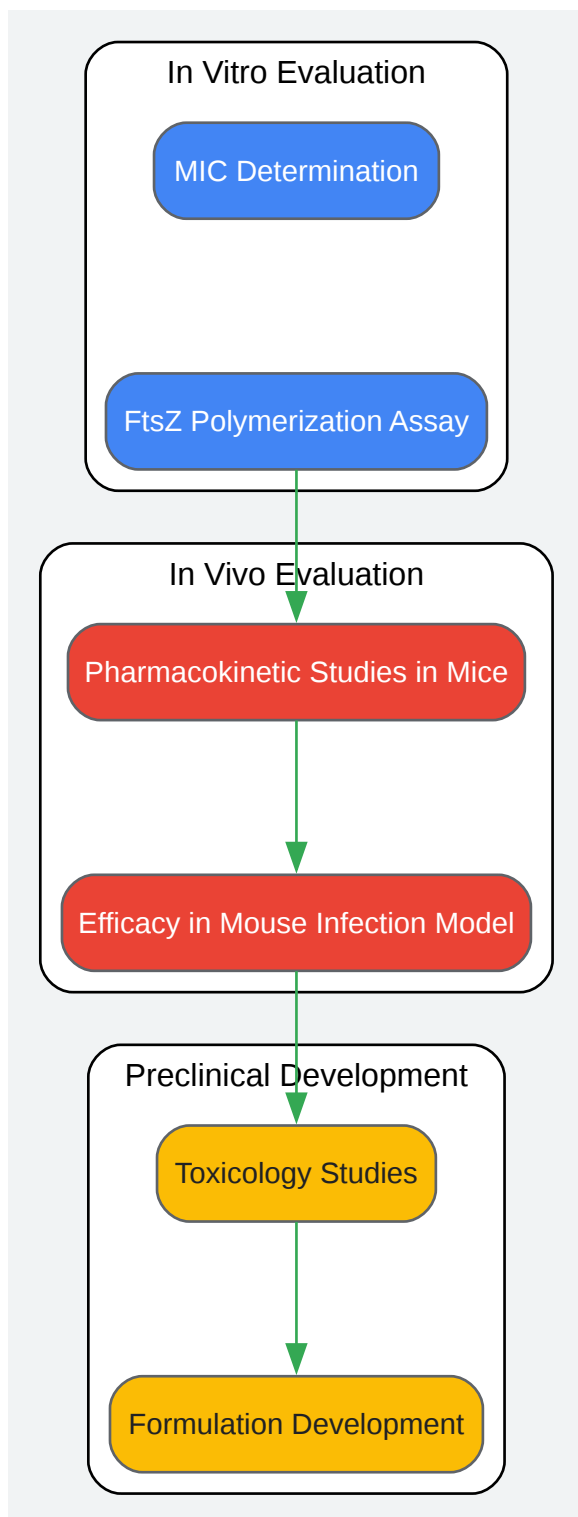 In Vitro Evaluation
MIC Determination
FtsZ Polymerization Assay
In Vivo Evaluation
Pharmacokinetic Studies in Mice
Efficacy in Mouse Infection Model
Preclinical Development
Toxicology Studies
Formulation Development